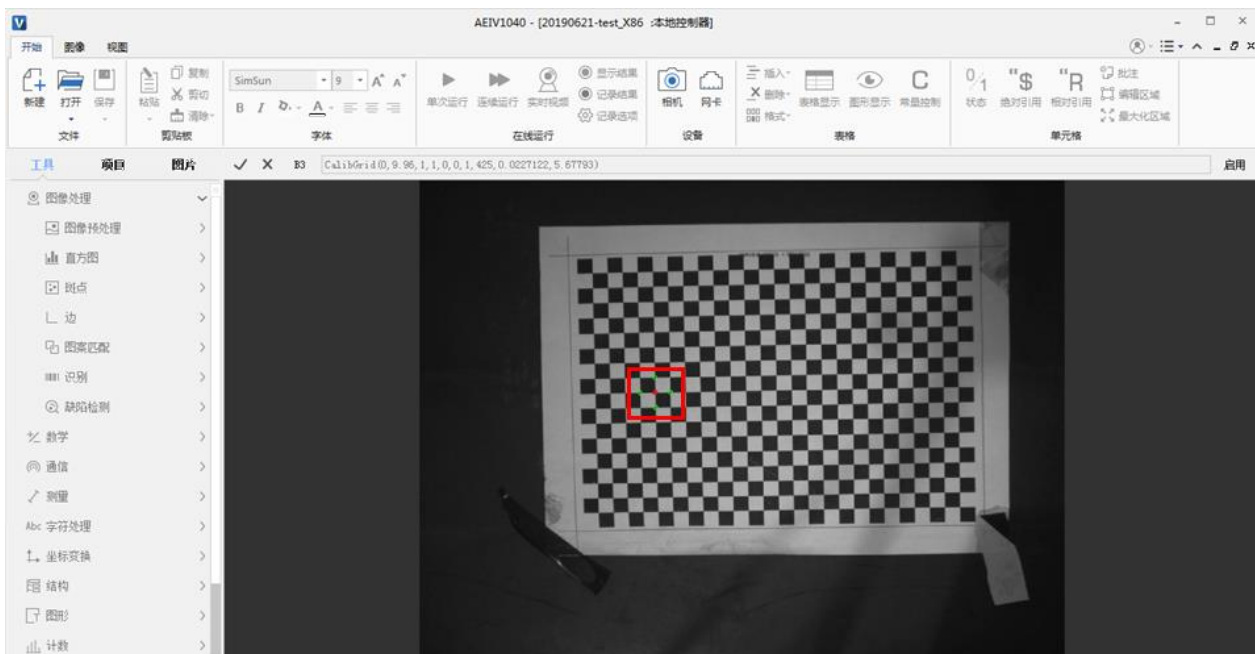 AEIV1040 - [20190621-test_X86 :本地控制器]
开始 图像 视图
新建 打开 保存 粘贴 复制 剪切 清除 SimSun 9 A A 单次运行 连续运行 实时视频 显示结果 记录结果 记录选项 相机 网卡 插入 删除 格式 表格显示 图形显示 常量控制 0/1 "$ "R C 状态 绝对引用 相对引用 批注 编辑区域 最大化区域
B I A
文件 剪贴板 字体 在线运行 设备 表格 单元格
工具 项目 图片 B3 CalibGrid(0,9.96,1,1,0,0,1,425,0.0227122,5.67793) 启用
图像处理
图像预处理
直方图
斑点
边
图案匹配
识别
缺陷检测
数学
通信
测量
Abc 字符处理
坐标变换
结构
图形
计数